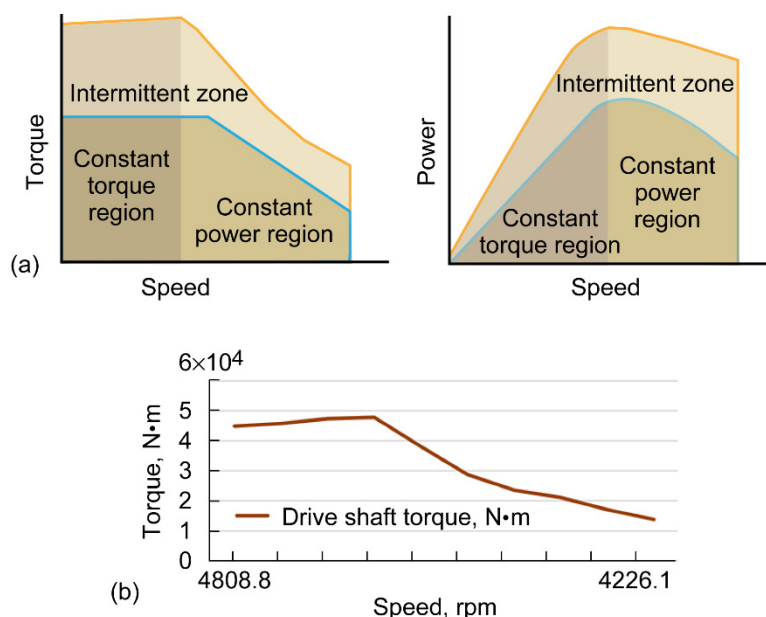 Torque
Intermittent zone
Constant
torque
region
Constant
power region
Speed
(a)
Power
Intermittent zone
Constant
power
region
Constant
torque region
Speed
6×10⁴
5
4
3
2
1
0
Torque, N•m
Drive shaft torque, N•m
4808.8
4226.1
Speed, rpm
(b)